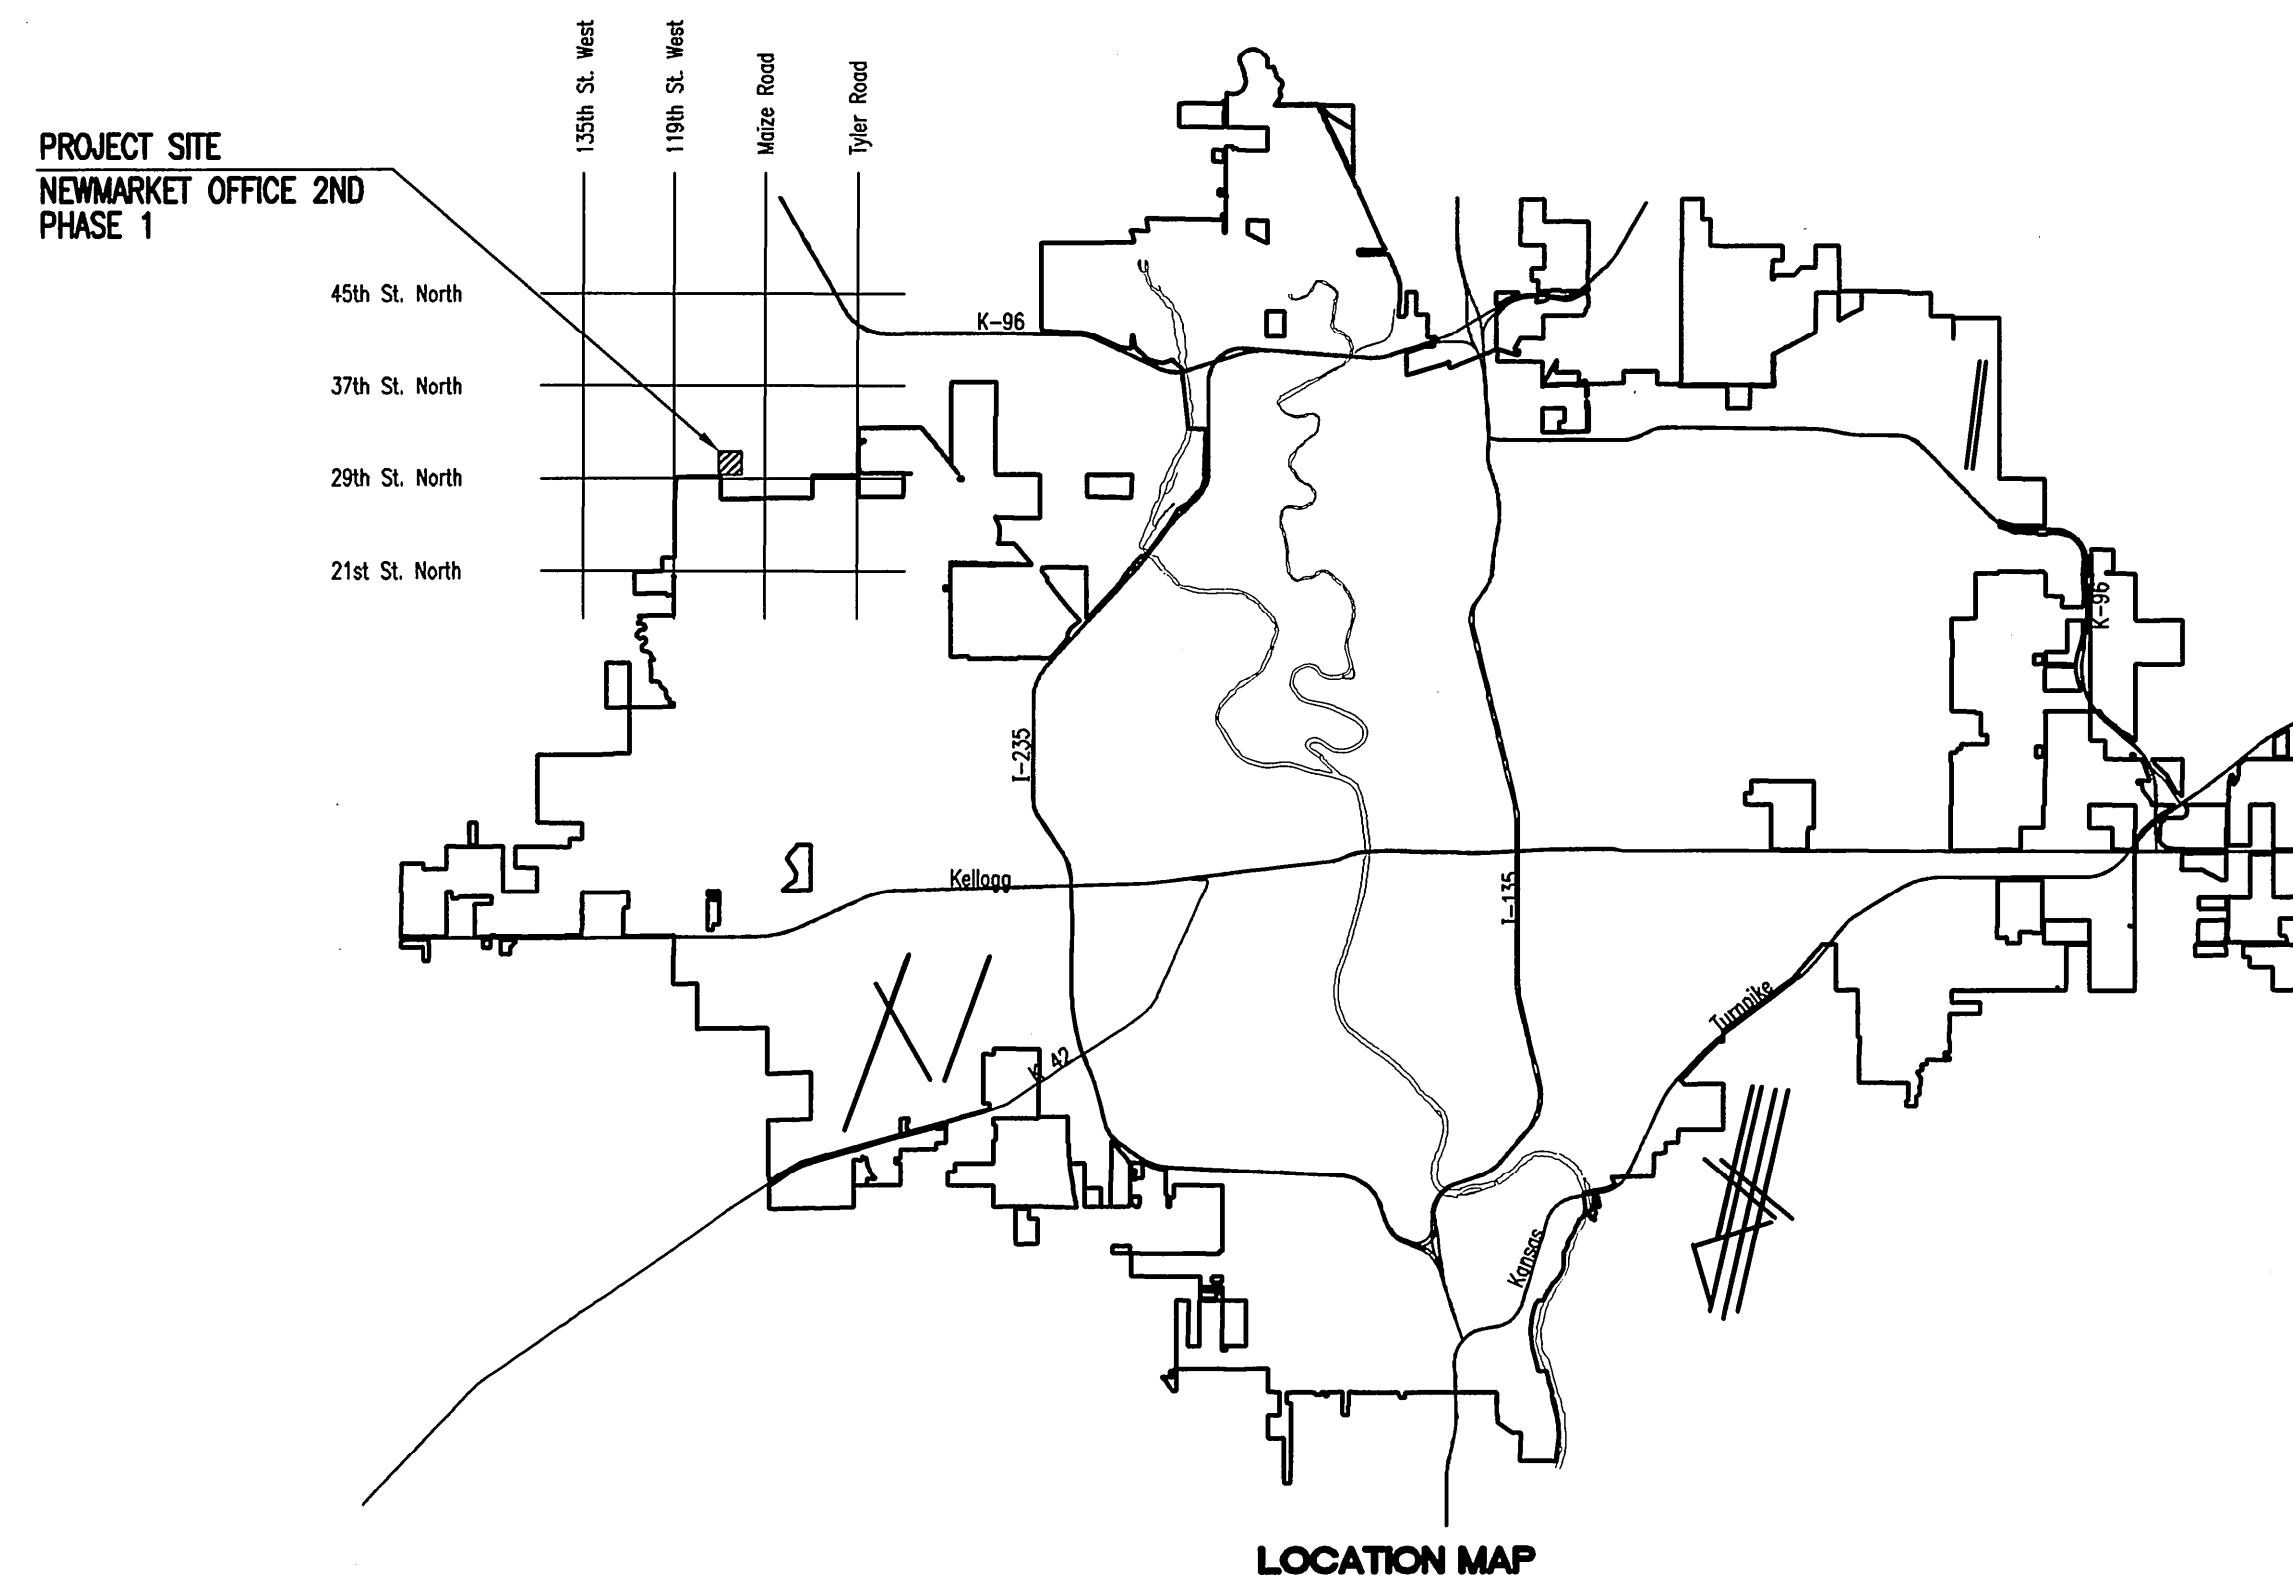 135th St. West
119th St. West
Maize Road
Tyler Road
PROJECT SITE
NEWMARKET OFFICE 2ND
PHASE 1
45th St. North
K-96
37th St. North
29th St. North
21st St. North
K-96
I-235
Kellogg
I-135
Turnpike
K 42
Kansas
LOCATION MAP